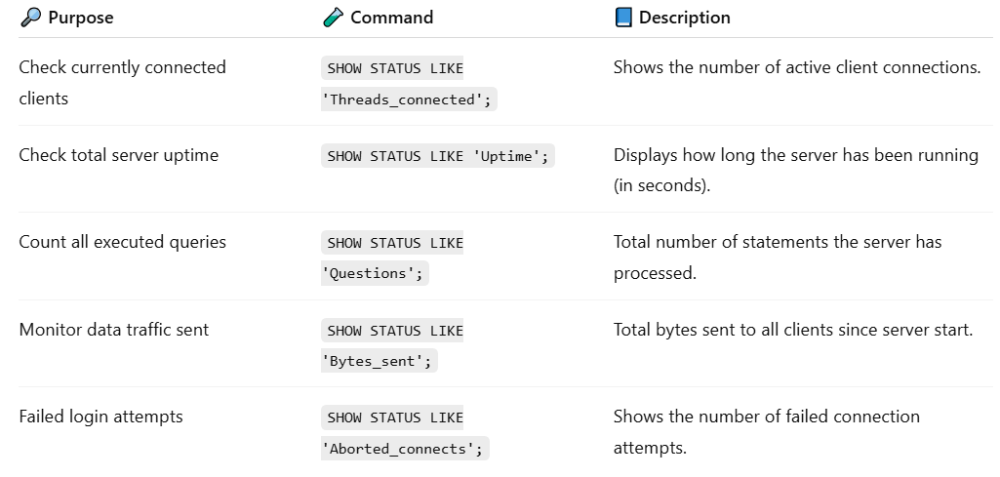 🔎 Purpose 🧪 Command 📘 Description
Check currently connected clients SHOW STATUS LIKE 'Threads_connected'; Shows the number of active client connections.
Check total server uptime SHOW STATUS LIKE 'Uptime'; Displays how long the server has been running (in seconds).
Count all executed queries SHOW STATUS LIKE 'Questions'; Total number of statements the server has processed.
Monitor data traffic sent SHOW STATUS LIKE 'Bytes_sent'; Total bytes sent to all clients since server start.
Failed login attempts SHOW STATUS LIKE 'Aborted_connects'; Shows the number of failed connection attempts.